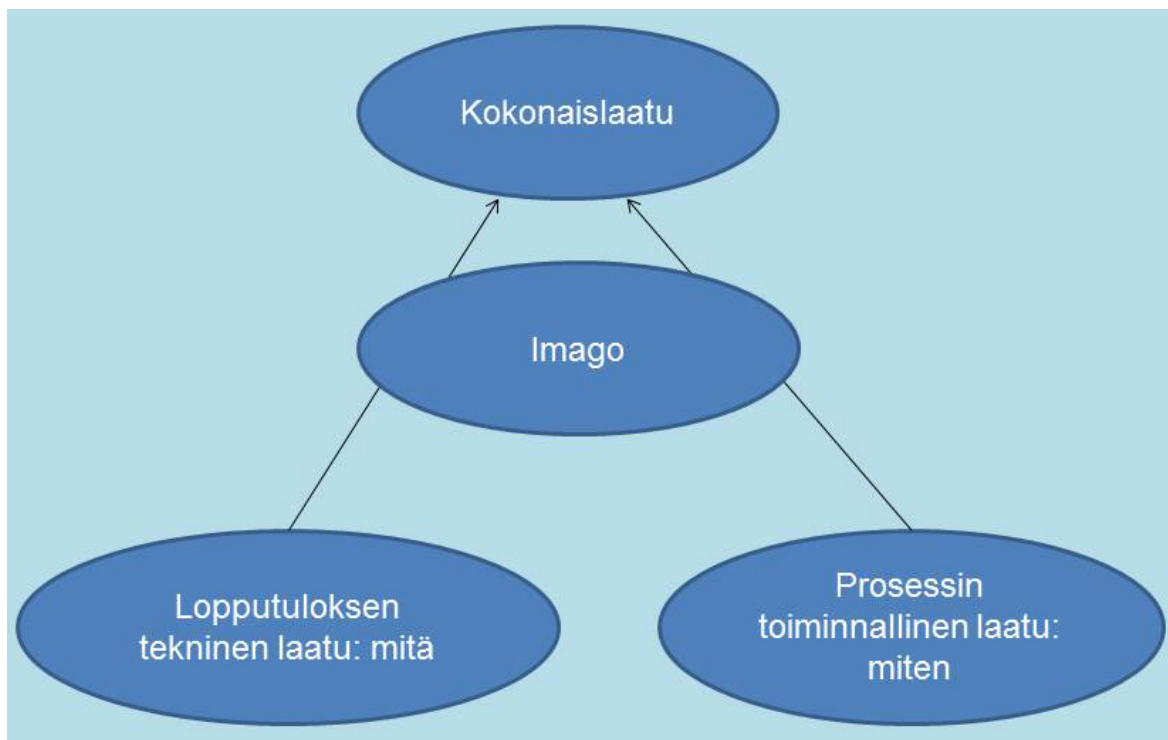 Kokonaislaatu
Imago
Lopputuloksen
tekninen laatu: mitä
Prosessin
toiminnallinen laatu:
miten